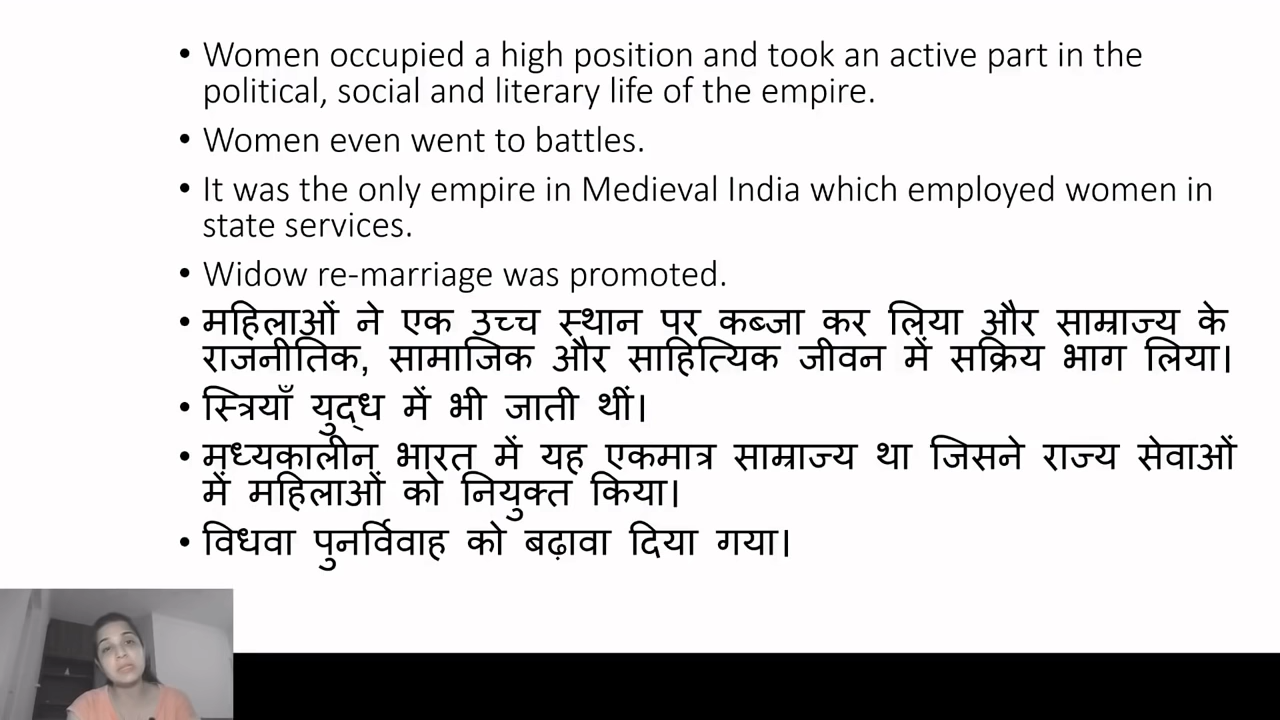 • Women occupied a high position and took an active part in the
political, social and literary life of the empire.
• Women even went to battles.
• It was the only empire in Medieval India which employed women in
state services.
• Widow re-marriage was promoted.
• महिलाओं ने एक उच्च स्थान पर कब्जा कर लिया और साम्राज्य के
राजनीतिक, सामाजिक और साहित्यिक जीवन में सक्रिय भाग लिया।
• स्त्रियाँ युद्ध में भी जाती थीं।
• मध्यकालीन भारत में यह एकमात्र साम्राज्य था जिसने राज्य सेवाओं
में महिलाओं को नियुक्त किया।
• विधवा पुनर्विवाह को बढ़ावा दिया गया।